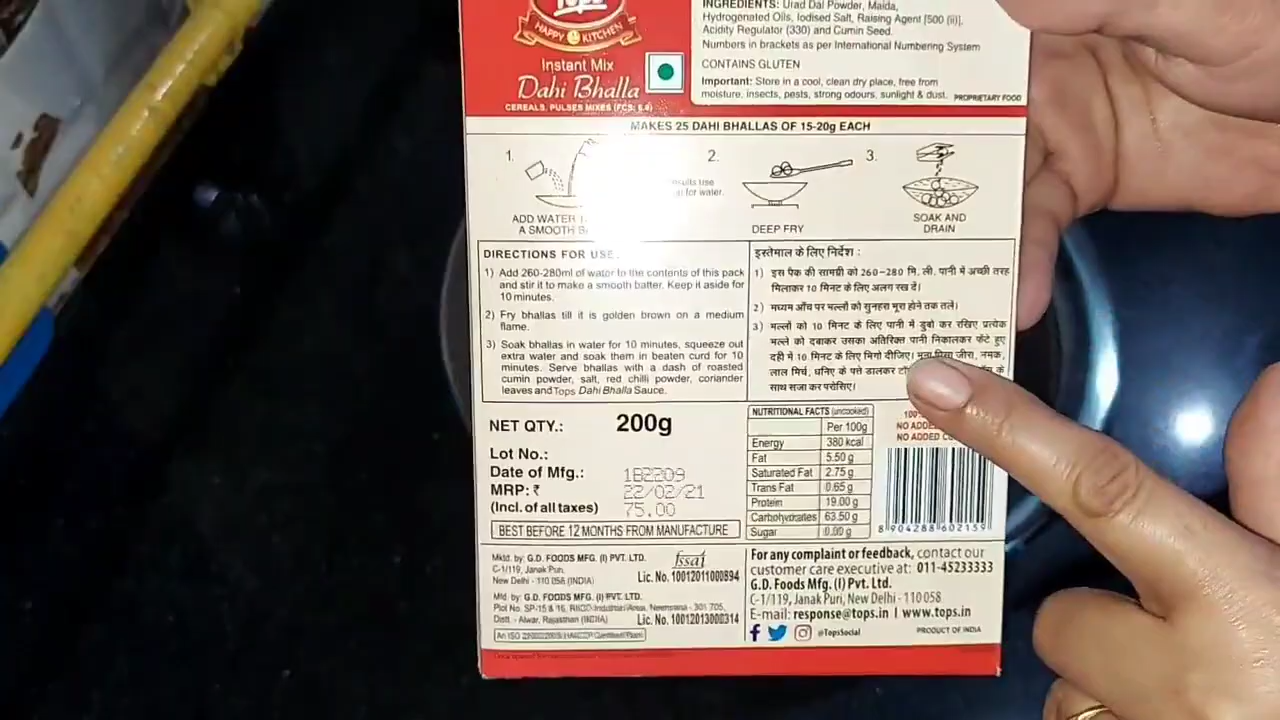 Tops
HAPPY KITCHEN
Instant Mix
Dahi Bhalla
CEREALS, PULSES MIXES (FCS: 6.8)
INGREDIENTS: Urad Dal Powder, Maida,
Hydrogenated Oils, Iodised Salt, Raising Agent [500 (ii)],
Acidity Regulator (330) and Cumin Seed.
Numbers in brackets as per International Numbering System
CONTAINS GLUTEN
Important: Store in a cool, clean dry place, free from
moisture, insects, pests, strong odours, sunlight & dust.
PROPRIETARY FOOD
MAKES 25 DAHI BHALLAS OF 15-20g EACH
1.
ADD WATER
A SMOOTH
use
for water.
2.
DEEP FRY
3.
SOAK AND
DRAIN
DIRECTIONS FOR USE:
1) Add 260-280ml of water to the contents of this pack
and stir it to make a smooth batter. Keep it aside for
10 minutes.
2) Fry bhallas till it is golden brown on a medium
flame.
3) Soak bhallas in water for 10 minutes, squeeze out
extra water and soak them in beaten curd for 10
minutes. Serve bhallas with a dash of roasted
cumin powder, salt, red chilli powder, coriander
leaves and Tops Dahi Bhalla Sauce.
इस्तेमाल के लिए निर्देश :
1) इस पैक की सामग्री को 260-280 मि. ली. पानी में अच्छी तरह
मिलाकर 10 मिनट के लिए अलग रख दें।
2) मध्यम आँच पर भल्लों को सुनहरा भूरा होने तक तलें।
3) भल्लों को 10 मिनट के लिए पानी में डुबो कर रखिए प्रत्येक
भल्ले को दबाकर उसका अतिरिक्त पानी निकालकर फेंटे हुए
दही में 10 मिनट के लिए भिगो दीजिए। भुना पिसा जीरा, नमक,
लाल मिर्च, धनिए के पत्ते डालकर के
साथ सजा कर परोसिए।
NET QTY.: 200g
Lot No.:
Date of Mfg.: 1B2209
MRP: ₹ 22/02/21
(Incl. of all taxes) 75.00
BEST BEFORE 12 MONTHS FROM MANUFACTURE
NUTRITIONAL FACTS (uncooked)
Per 100g
Energy 380 kcal
Fat 5.50 g
Saturated Fat 2.75 g
Trans Fat 0.65 g
Protein 19.00 g
Carbohydrates 63.50 g
Sugar 0.00 g
NO ADDED
NO ADDED
8 904288 602159
Mktd. by: G.D. FOODS MFG. (I) PVT. LTD.
C-1/119, Janak Puri,
New Delhi - 110 058 (INDIA)
fssai
Lic. No. 10012011000894
Mfd. by: G.D. FOODS MFG. (I) PVT. LTD.
Plot No. SP-15 & 16, RIICO Industrial Area, Neemrana - 301 705,
Distt. - Alwar, Rajasthan (INDIA)
Lic. No. 10012013000314
For any complaint or feedback, contact our
customer care executive at: 011-45233333
G.D. Foods Mfg. (I) Pvt. Ltd.
C-1/119, Janak Puri, New Delhi - 110 058
E-mail: response@tops.in | www.tops.in
@TopsSocial
PRODUCT OF INDIA